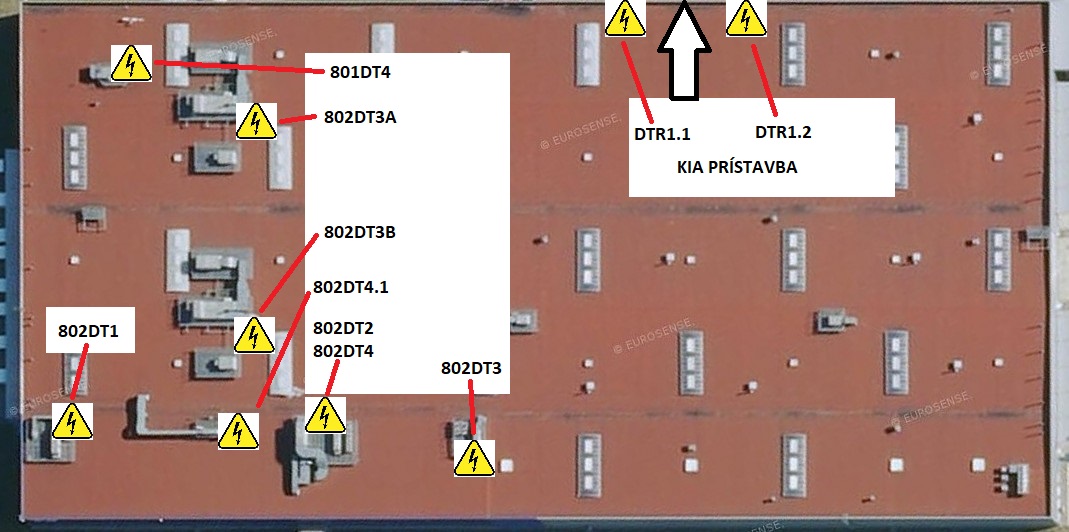 801DT4
802DT3A
DTR1.1
DTR1.2
KIA PRÍSTAVBA
802DT3B
802DT4.1
802DT1
802DT2
802DT4
802DT3
© EUROSENSE.
© EUROSENSE.
© EUROSENSE.
© EUROSENSE.
© EUROSENSE.
© EUROSENSE.
© EUROSENSE.